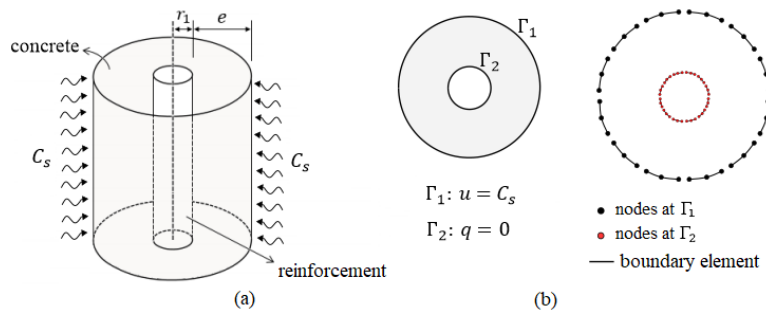 r₁
e
concrete
Cₛ
Cₛ
reinforcement
(a)
Γ₁
Γ₂
Γ₁: u = Cₛ
Γ₂: q = 0
(b)
nodes at Γ₁
nodes at Γ₂
boundary element